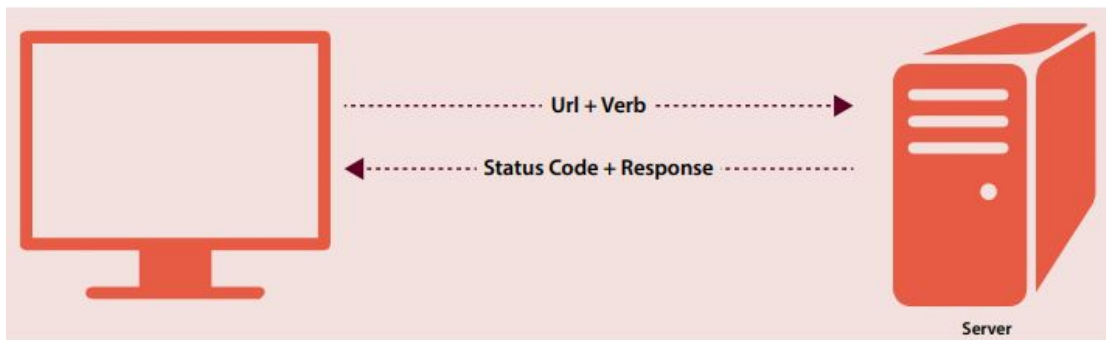 Url + Verb
Status Code + Response
Server